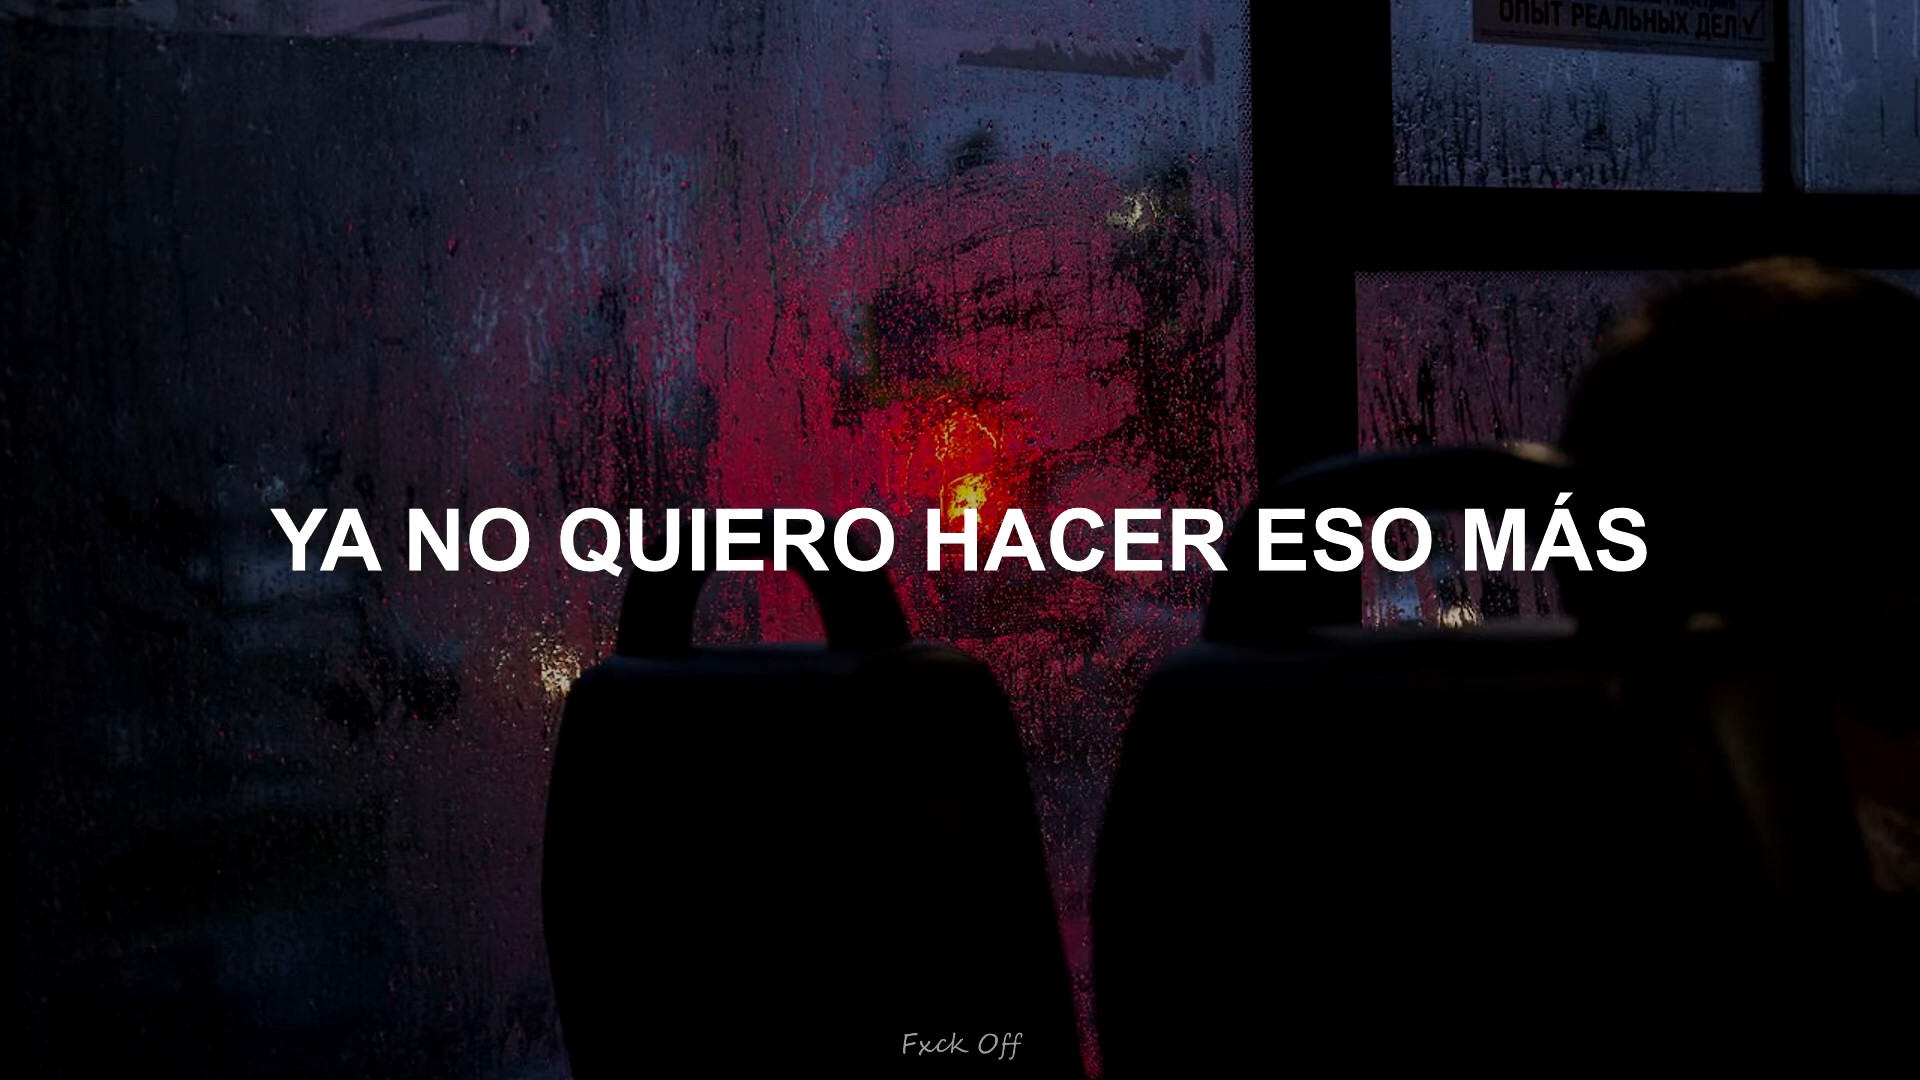 ОПЫТ РЕАЛЬНЫХ ДЕЛ
YA NO QUIERO HACER ESO MÁS
Fxck Off